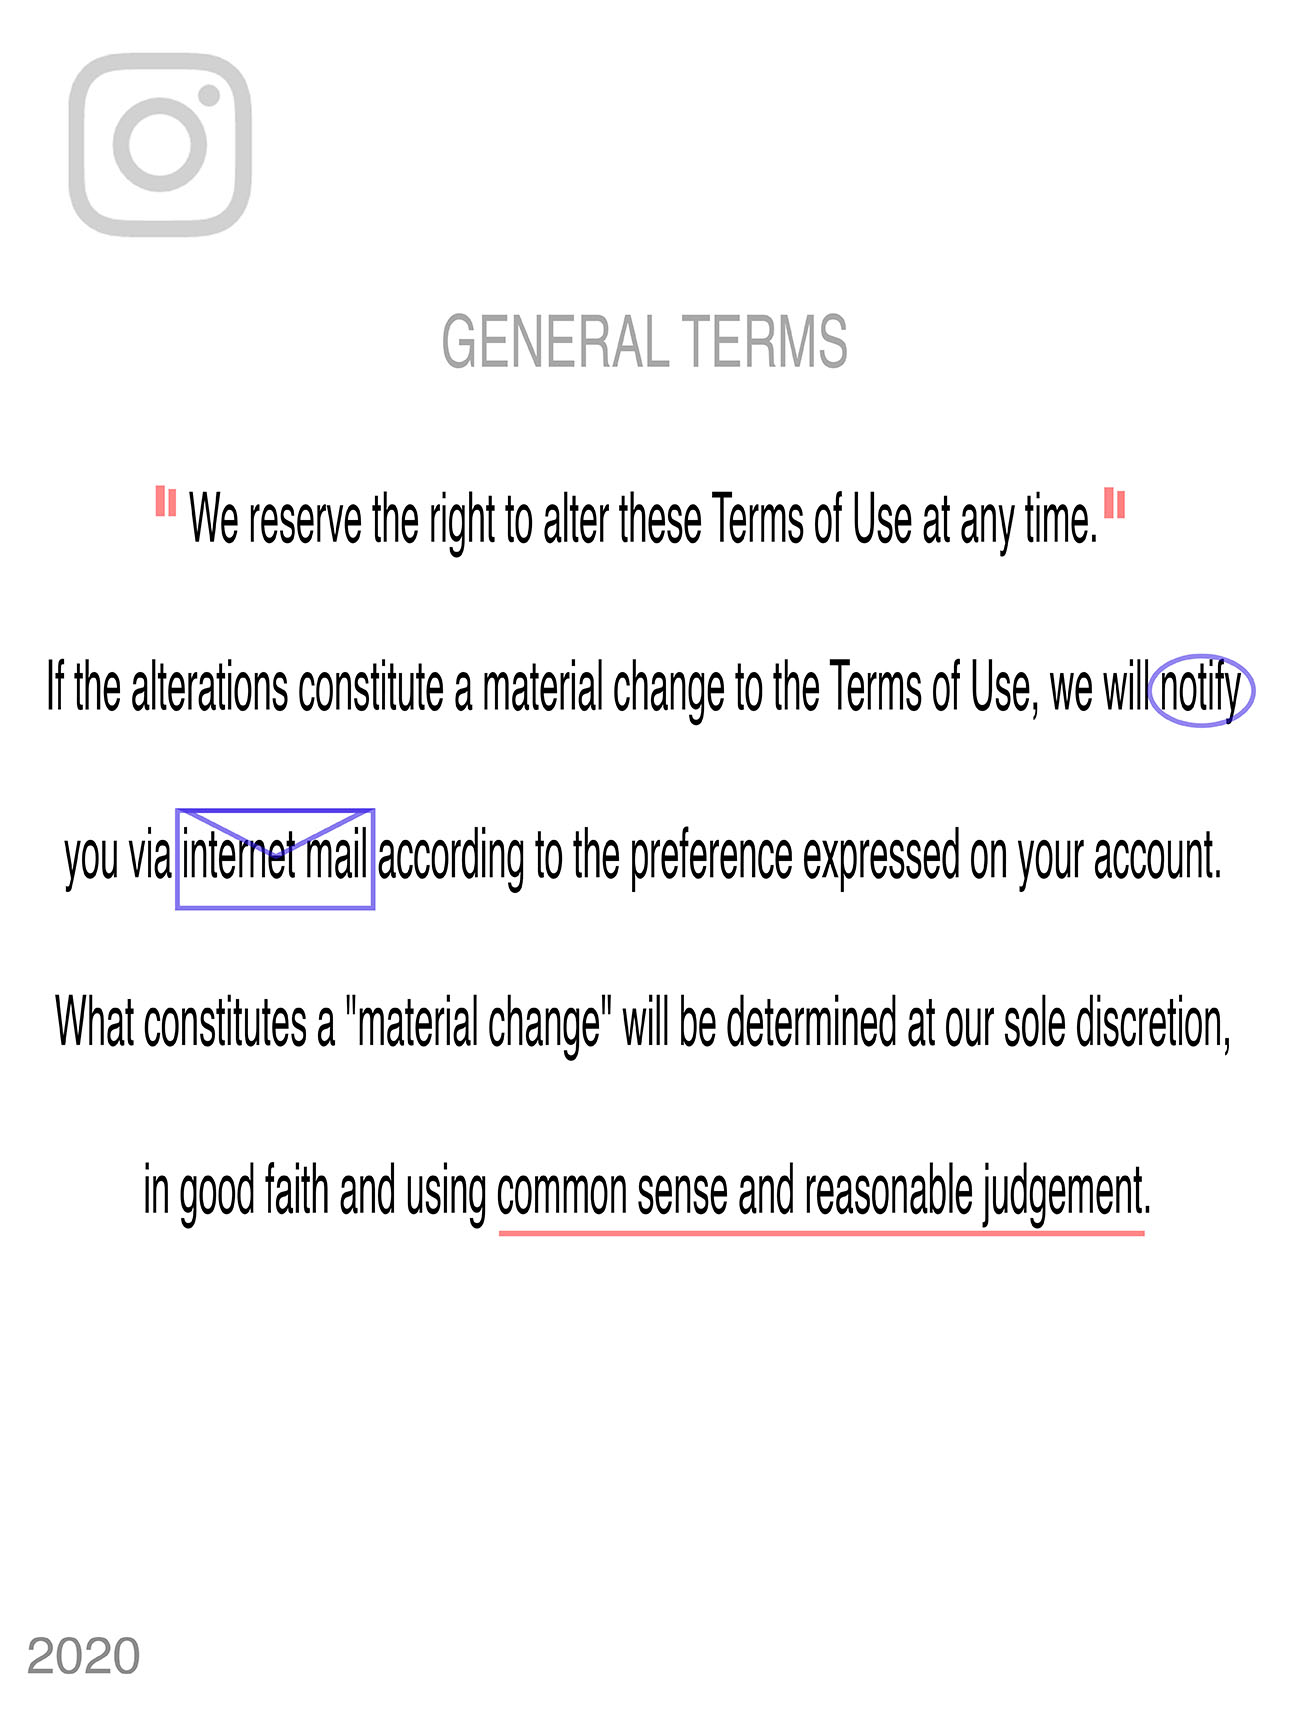 GENERAL TERMS
"We reserve the right to alter these Terms of Use at any time."
If the alterations constitute a material change to the Terms of Use, we will notify
you via internet mail according to the preference expressed on your account.
What constitutes a "material change" will be determined at our sole discretion,
in good faith and using common sense and reasonable judgement.
2020